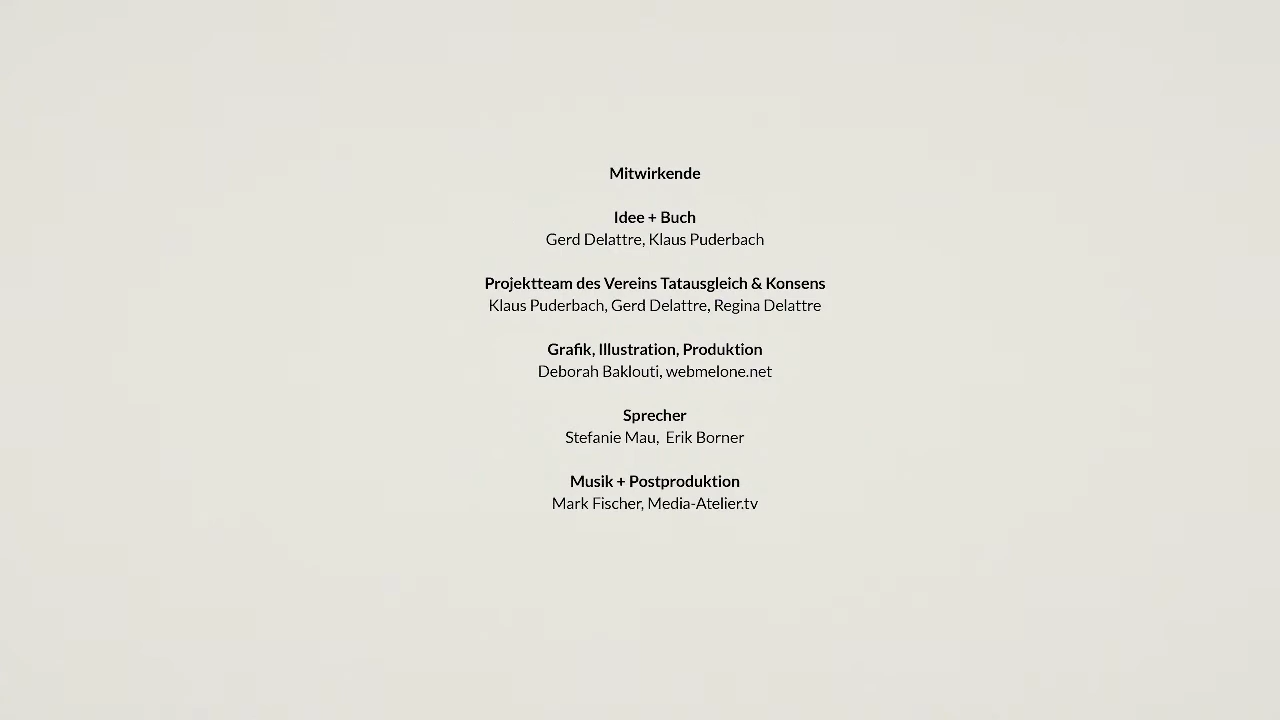 Mitwirkende
Idee + Buch
Gerd Delattre, Klaus Puderbach
Projektteam des Vereins Tatausgleich & Konsens
Klaus Puderbach, Gerd Delattre, Regina Delattre
Grafik, Illustration, Produktion
Deborah Baklouti, webmelone.net
Sprecher
Stefanie Mau, Erik Borner
Musik + Postproduktion
Mark Fischer, Media-Atelier.tv